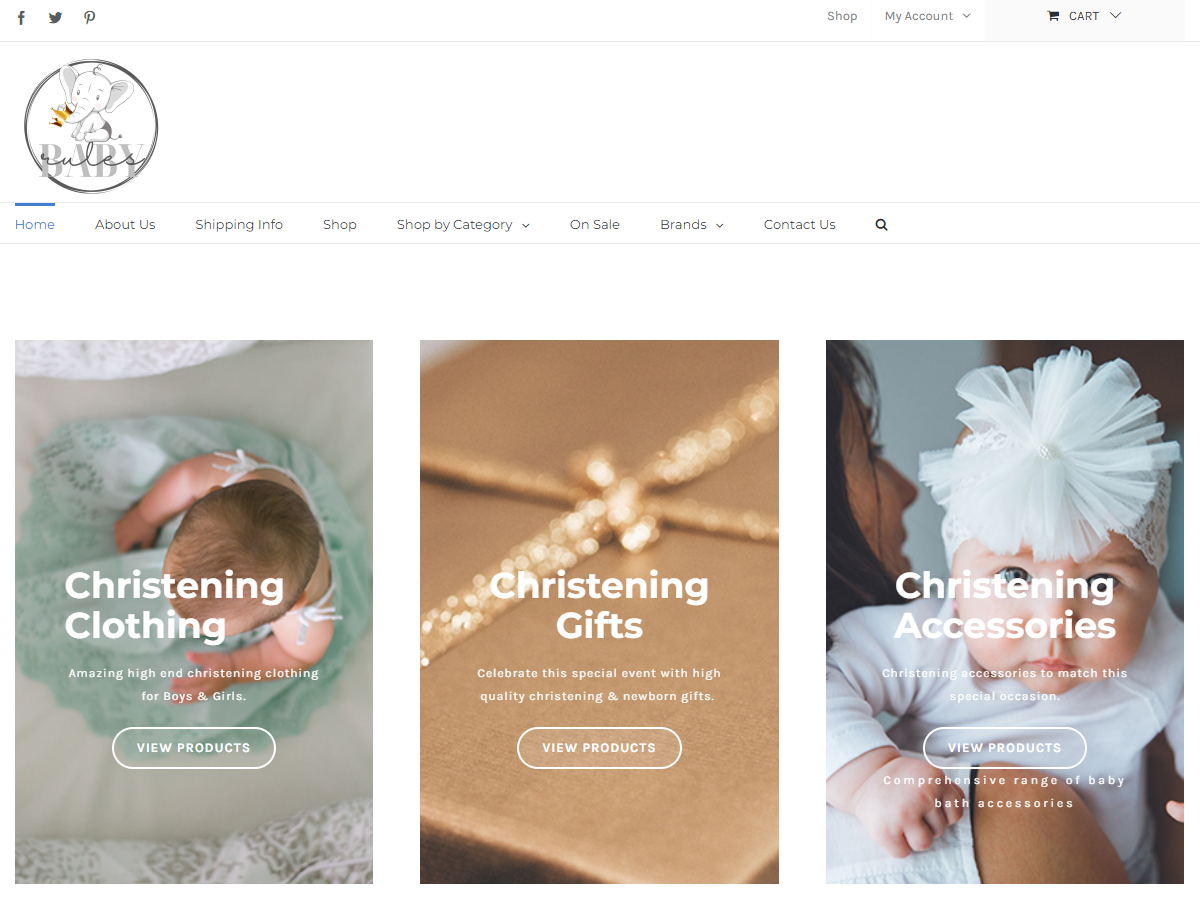 Shop
My Account
CART
BABY
rules
Home
About Us
Shipping Info
Shop
Shop by Category
On Sale
Brands
Contact Us
Christening
Clothing
Amazing high end christening clothing
for Boys & Girls.
VIEW PRODUCTS
Christening
Gifts
Celebrate this special event with high
quality christening & newborn gifts.
VIEW PRODUCTS
Christening
Accessories
Christening accessories to match this
special occasion.
VIEW PRODUCTS
Comprehensive range of baby
bath accessories